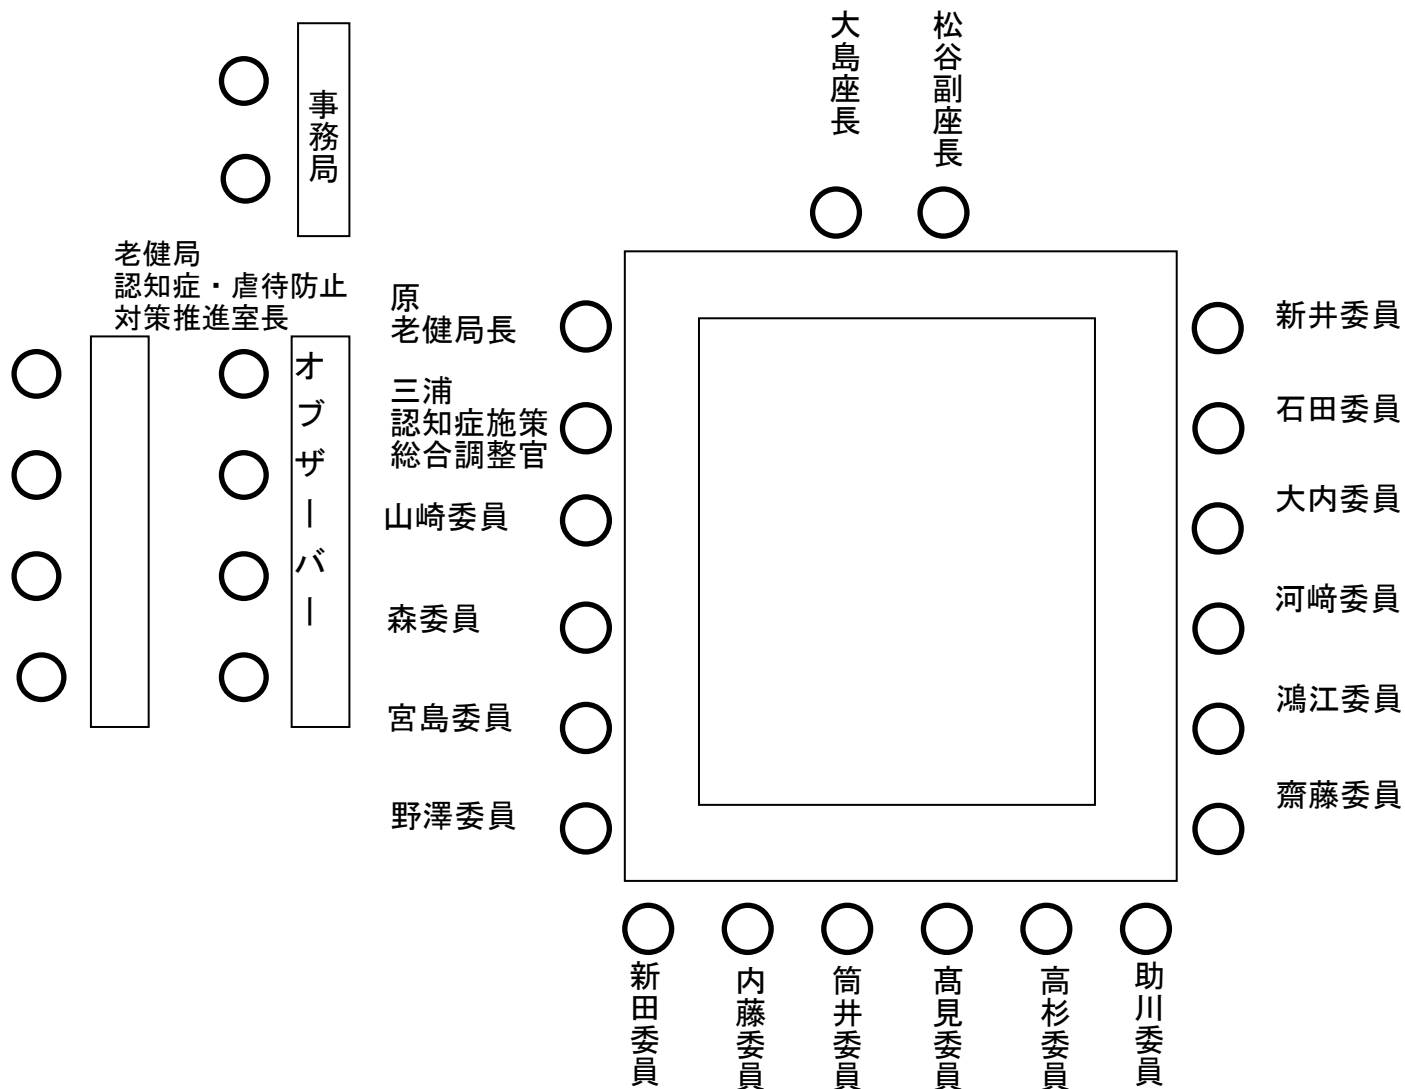 大島座長
松谷副座長
事務局
老健局
認知症・虐待防止
対策推進室長
オブザーバー
原
老健局長
三浦
認知症施策
総合調整官
山崎委員
森委員
宮島委員
野澤委員
新井委員
石田委員
大内委員
河﨑委員
鴻江委員
齋藤委員
新田委員
内藤委員
筒井委員
髙見委員
高杉委員
助川委員